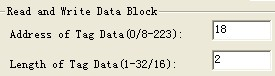 Read and Write Data Block
Address of Tag Data(0/8-223): 18
Length of Tag Data(1-32/16): 2